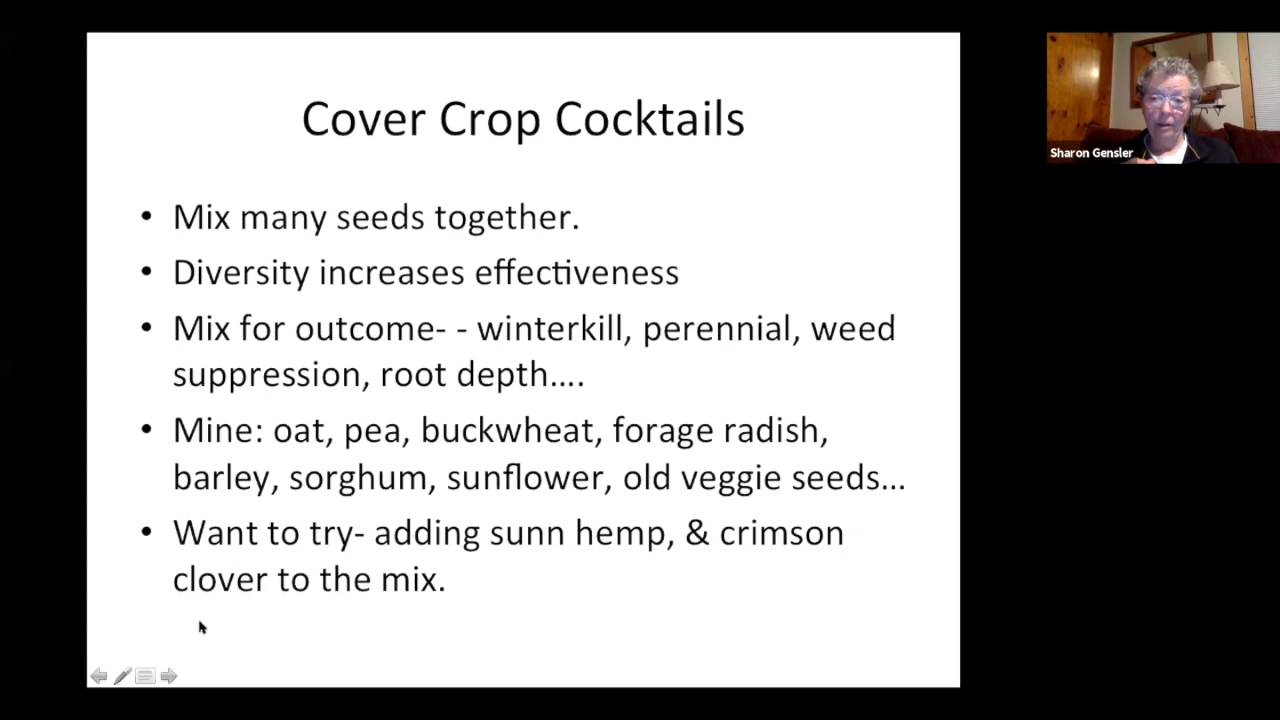 Cover Crop Cocktails
• Mix many seeds together.
• Diversity increases effectiveness
• Mix for outcome- - winterkill, perennial, weed
suppression, root depth....
• Mine: oat, pea, buckwheat, forage radish,
barley, sorghum, sunflower, old veggie seeds...
• Want to try- adding sunn hemp, & crimson
clover to the mix.
Sharon Gensler